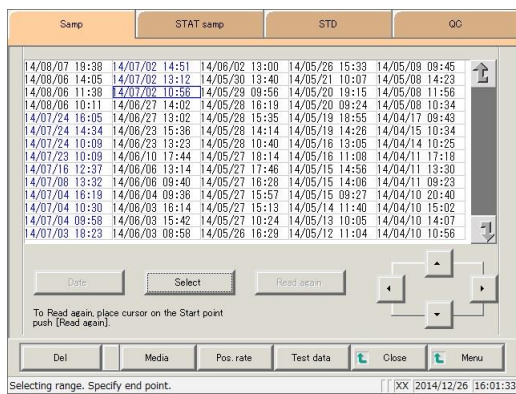 Samp STAT samp STD QC
14/08/07 19:38 14/07/02 14:51 14/06/02 13:00 14/05/26 15:33 14/05/09 09:45
14/08/06 14:05 14/07/02 13:12 14/05/30 13:40 14/05/21 10:07 14/05/08 14:23
14/08/06 11:38 14/07/02 10:56 14/05/29 09:56 14/05/20 19:15 14/05/08 11:56
14/08/06 10:11 14/06/27 14:02 14/05/28 16:19 14/05/20 09:24 14/05/08 10:34
14/07/24 16:05 14/06/27 13:02 14/05/28 15:35 14/05/19 18:55 14/04/17 09:43
14/07/24 14:34 14/06/23 15:36 14/05/28 14:14 14/05/19 14:26 14/04/15 10:34
14/07/24 10:09 14/06/23 13:23 14/05/28 10:40 14/05/16 13:05 14/04/14 10:25
14/07/23 10:09 14/06/10 17:44 14/05/27 18:14 14/05/16 11:08 14/04/11 17:18
14/07/16 12:37 14/06/06 13:14 14/05/27 17:46 14/05/15 14:56 14/04/11 13:30
14/07/08 13:32 14/06/06 09:40 14/05/27 16:28 14/05/15 14:06 14/04/11 09:23
14/07/04 16:19 14/06/04 09:36 14/05/27 15:57 14/05/15 09:27 14/04/10 20:40
14/07/04 10:30 14/06/03 16:14 14/05/27 15:13 14/05/14 11:40 14/04/10 15:02
14/07/04 09:58 14/06/03 15:42 14/05/27 10:24 14/05/13 10:05 14/04/10 14:07
14/07/03 18:23 14/06/03 08:58 14/05/26 16:29 14/05/12 11:04 14/04/10 10:56
Date Select Read again
To Read again, place cursor on the Start point
push [Read again].
Del Media Pos. rate Test data Close Menu
Selecting range. Specify end point. XX 2014/12/26 16:01:33